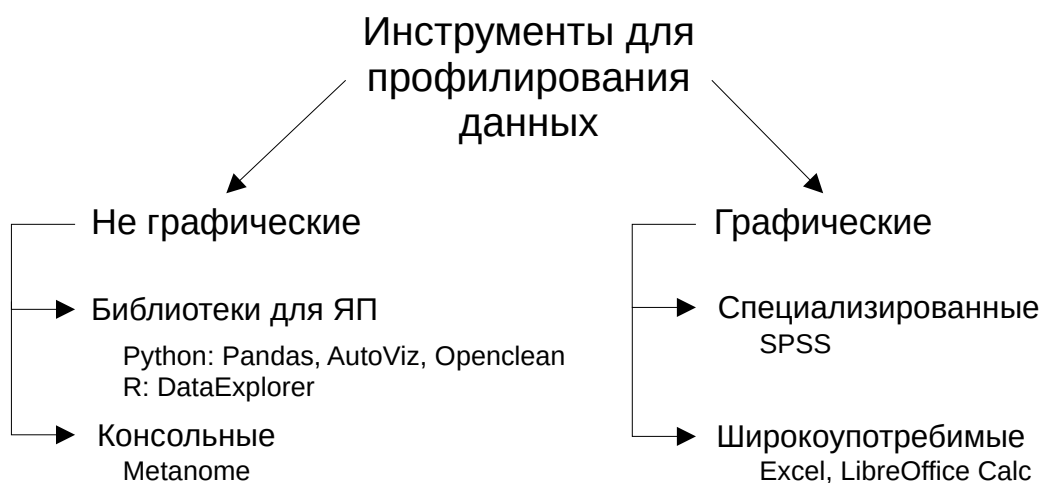 Инструменты для
профилирования
данных
Не графические
Графические
Библиотеки для ЯП
Python: Pandas, AutoViz, Openclean
R: DataExplorer
Консольные
Metanome
Специализированные
SPSS
Широкоупотребимые
Excel, LibreOffice Calc